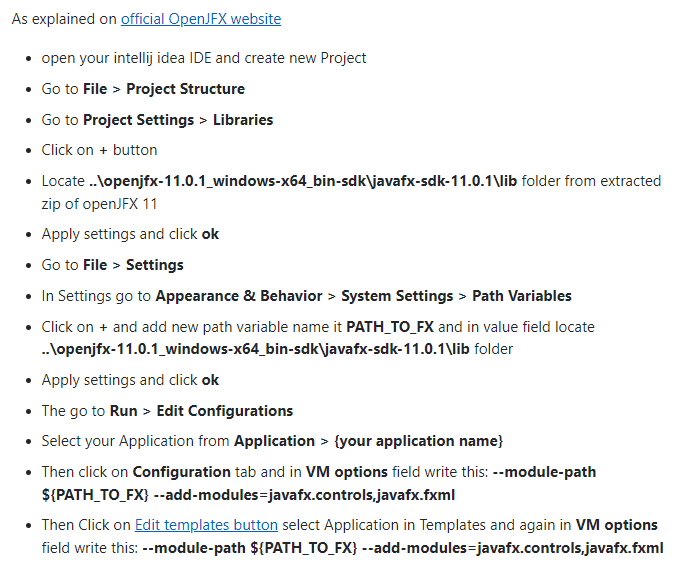 As explained on official OpenJFX website
• open your intellij idea IDE and create new Project
• Go to File > Project Structure
• Go to Project Settings > Libraries
• Click on + button
• Locate ..\openjfx-11.0.1_windows-x64_bin-sdk\javafx-sdk-11.0.1\lib folder from extracted
zip of openJFX 11
• Apply settings and click ok
• Go to File > Settings
• In Settings go to Appearance & Behavior > System Settings > Path Variables
• Click on + and add new path variable name it PATH_TO_FX and in value field locate
..\openjfx-11.0.1_windows-x64_bin-sdk\javafx-sdk-11.0.1\lib folder
• Apply settings and click ok
• The go to Run > Edit Configurations
• Select your Application from Application > {your application name}
• Then click on Configuration tab and in VM options field write this: --module-path
${PATH_TO_FX} --add-modules=javafx.controls,javafx.fxml
• Then Click on Edit templates button select Application in Templates and again in VM options
field write this: --module-path ${PATH_TO_FX} --add-modules=javafx.controls,javafx.fxml